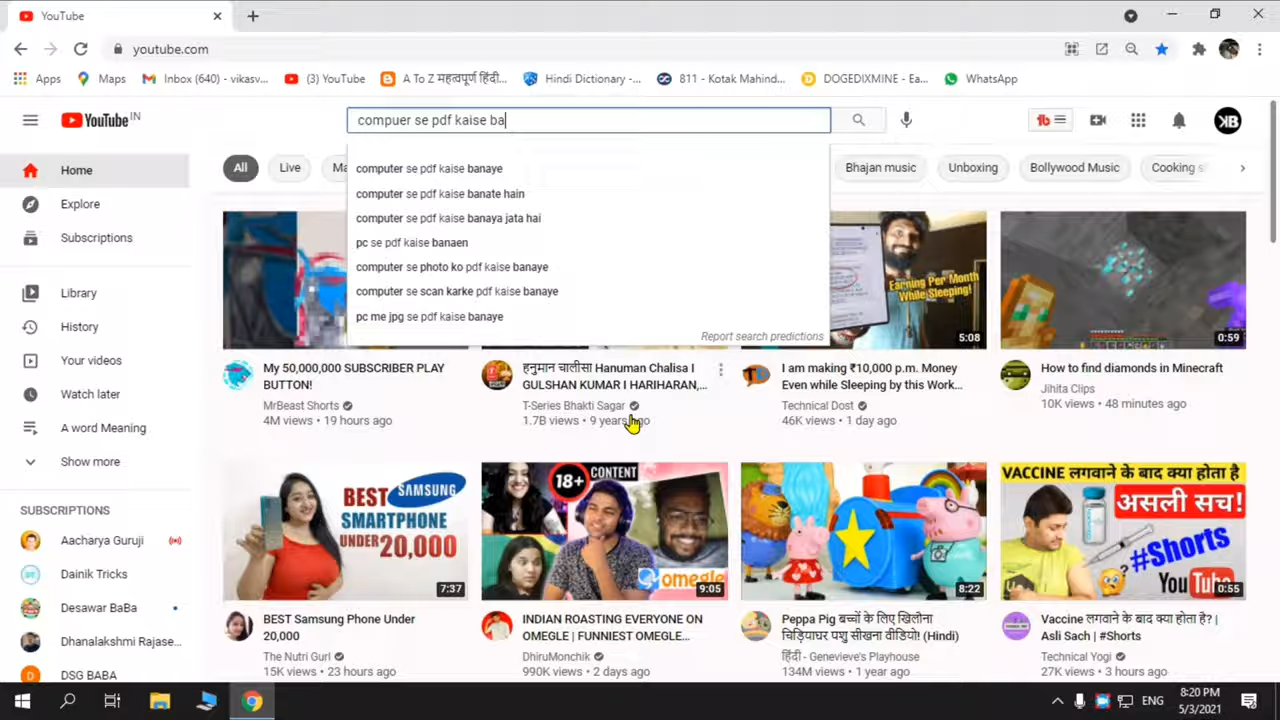 YouTube
youtube.com
Apps
Maps
Inbox (640) - vikasv...
(3) YouTube
A To Z महत्वपूर्ण हिंदी...
Hindi Dictionary -...
811 - Kotak Mahind...
DOGEDIXMINE - Ea...
WhatsApp
YouTube IN
compuer se pdf kaise ba
Home
Explore
Subscriptions
Library
History
Your videos
Watch later
A word Meaning
Show more
SUBSCRIPTIONS
Acharya Guruji
Dainik Tricks
Desawar BaBa
Dhanalakshmi Rajase...
DSG BABA
All
Live
Ma
Bhajan music
Unboxing
Bollywood Music
Cooking s
computer se pdf kaise banaye
computer se pdf kaise banate hain
computer se pdf kaise banaya jata hai
pc se pdf kaise banaen
computer se photo ko pdf kaise banaye
computer se scan karke pdf kaise banaye
pc me jpg se pdf kaise banaye
Report search predictions
Earning Per Month
While Sleeping!
5:08
0:59
My 50,000,000 SUBSCRIBER PLAY
BUTTON!
MrBeast Shorts
4M views • 19 hours ago
हनुमान चालीसा Hanuman Chalisa I
GULSHAN KUMAR I HARIHARAN,...
T-Series Bhakti Sagar
1.7B views • 9 years ago
I am making ₹10,000 p.m. Money
Even while Sleeping by this Work...
Technical Dost
46K views • 1 day ago
How to find diamonds in Minecraft
Jihita Clips
10K views • 48 minutes ago
BEST SAMSUNG
SMARTPHONE
UNDER 20,000
7:37
18+
CONTENT
omegle
9:05
8:22
VACCINE लगवाने के बाद क्या होता है
असली सच!
#Shorts
YouTube
0:55
BEST Samsung Phone Under
20,000
The Nutri Gurl
15K views • 23 hours ago
INDIAN ROASTING EVERYONE ON
OMEGLE | FUNNIEST OMEGLE...
DhiruMonchik
990K views • 2 days ago
Peppa Pig बच्चों के लिए खिलौना
चिड़ियाघर पशु सीखना वीडियो! (Hindi)
हिंदी - Genevieve's Playhouse
134M views • 1 year ago
Vaccine लगवाने के बाद क्या होता है? |
Asli Sach | #Shorts
Technical Yogi
27K views • 3 hours ago
ENG
8:20 PM
5/3/2021